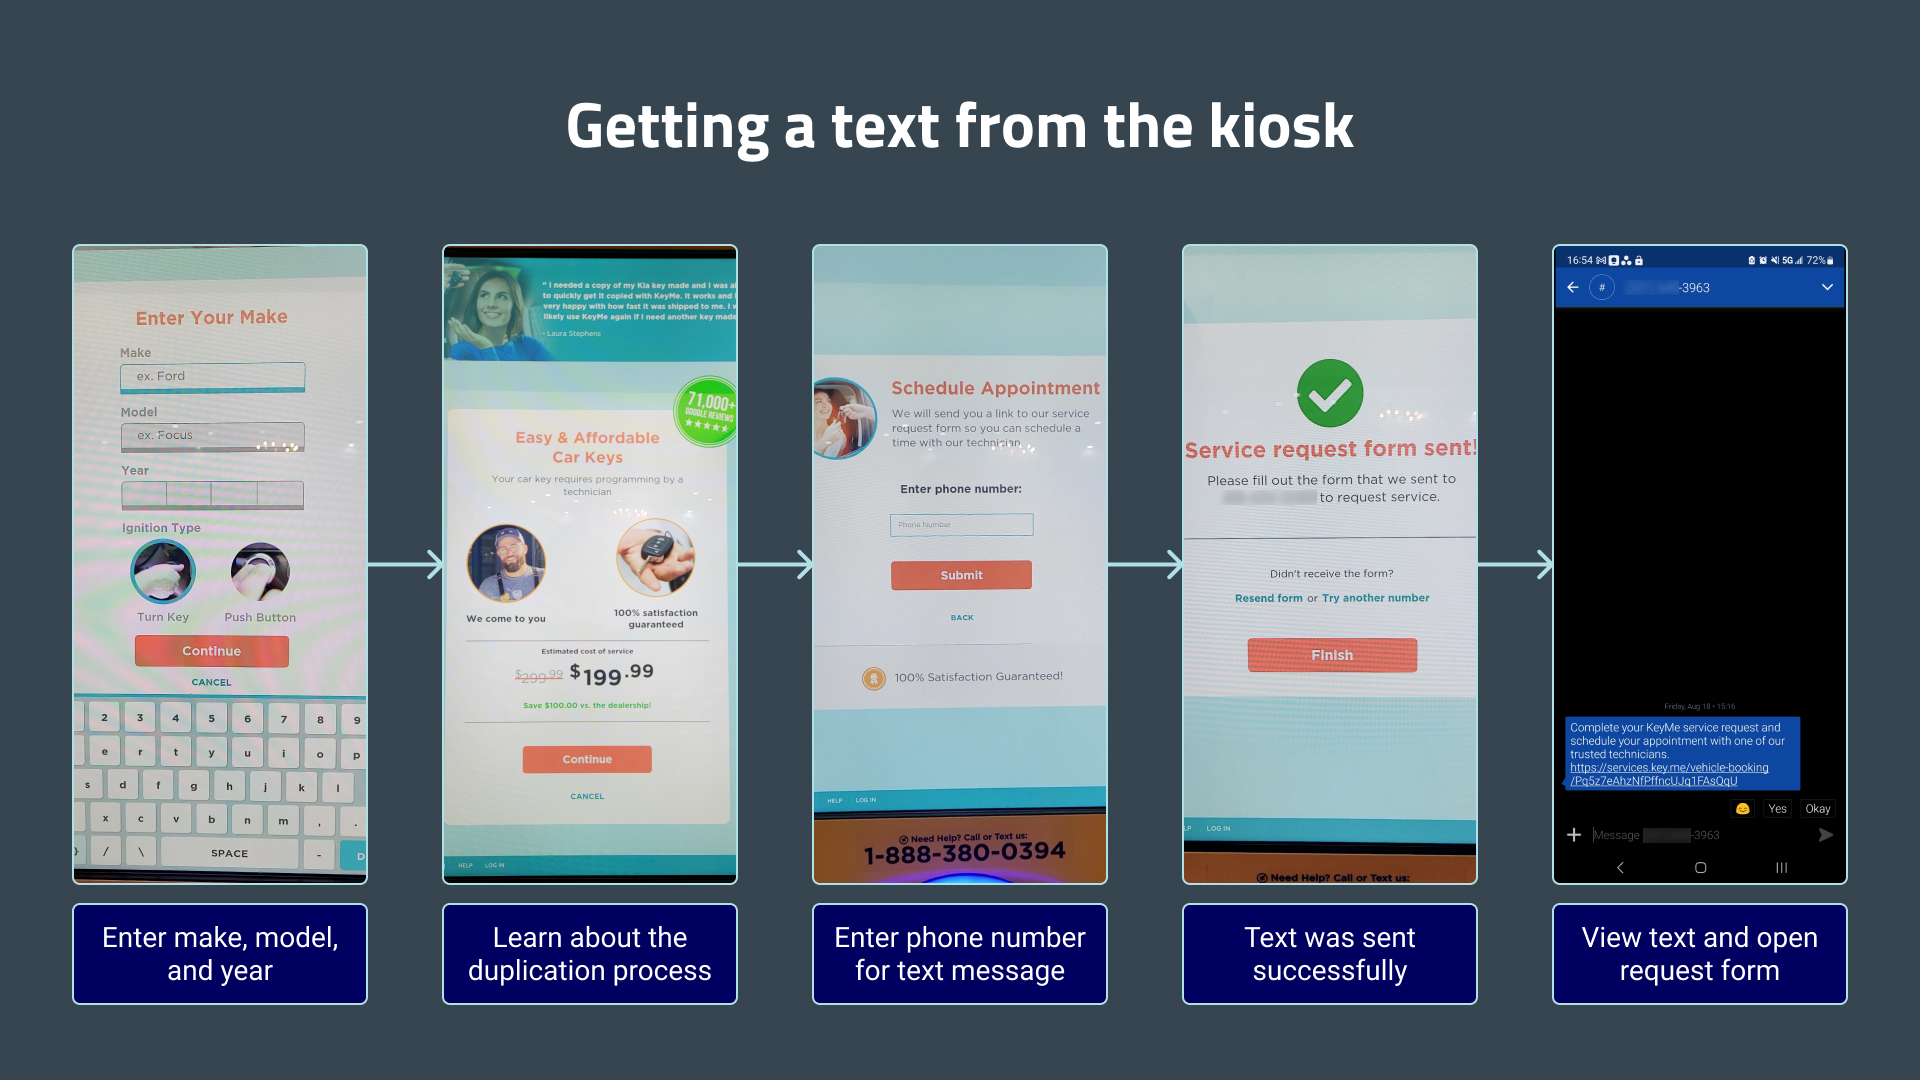 Getting a text from the kiosk
Enter Your Make
Make
ex. Ford
Model
ex. Focus
Year
Ignition Type
Turn Key
Push Button
Continue
CANCEL
2 3 4 5 6 7 8 9
e r t y u i o p
s d f g h j k l
x c v b n m , .
/ \ SPACE - D
" I needed a copy of my Kia key made and I was
to quickly get it copied with KeyMe. It works and
very happy with how fast it was shipped to me. I
likely use KeyMe again if I need another key made
- Laura Stephens
71,000+
GOOGLE REVIEWS
Easy & Affordable
Car Keys
Your car key requires programming by a
technician
We come to you
100% satisfaction
guaranteed
Estimated cost of service
$299.99 $199.99
Save $100.00 vs. the dealership!
Continue
CANCEL
HELP LOG IN
Schedule Appointment
We will send you a link to our service
request form so you can schedule a
time with our technician
Enter phone number:
Phone Number
Submit
BACK
100% Satisfaction Guaranteed!
HELP LOG IN
Need Help? Call or Text us:
1-888-380-0394
Service request form sent!
Please fill out the form that we sent to
to request service.
Didn't receive the form?
Resend form or Try another number
Finish
LOG IN
Need Help? Call or Text us:
16:54 5G 72%
# -3963
Friday, Aug 18 • 15:16
Complete your KeyMe service request and
schedule your appointment with one of our
trusted technicians.
https://services.key.me/vehicle-booking
/Pq5z7eAhzNfPffncUJq1FAsQqU
Yes Okay
Message -3963
Enter make, model,
and year
Learn about the
duplication process
Enter phone number
for text message
Text was sent
successfully
View text and open
request form